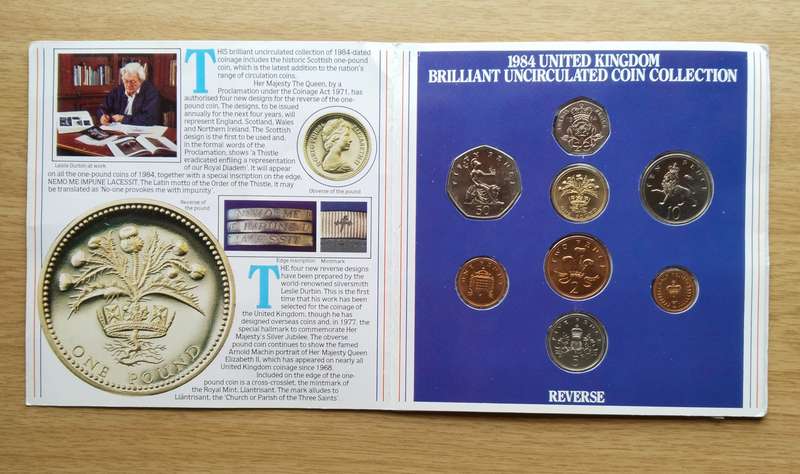 THIS brilliant uncirculated collection of 1984-dated
coinage includes the historic Scottish one-pound
coin, which is the latest addition to the nation's
range of circulation coins.
Her Majesty The Queen, by a
Proclamation under the Coinage Act 1971, has
authorised four new designs for the reverse of the one-
pound coin. The designs, to be issued
annually for the next four years, will
represent England, Scotland, Wales
and Northern Ireland. The Scottish
design is the first to be used and,
in the formal words of the
Proclamation, shows 'a Thistle
eradicated enfiling a representation
of our Royal Diadem'. It will appear
on all the one-pound coins of 1984, together with a special inscription on the edge,
NEMO ME IMPUNE LACESSIT. The Latin motto of the Order of the Thistle, it may
be translated as 'No-one provokes me with impunity'.
Leslie Durbin at work
Obverse of the pound
Reverse of
the pound
NEMO ME I
IMPUNE
LACESSIT
Edge inscription
Mintmark
ONE POUND
THE four new reverse designs
have been prepared by the
world-renowned silversmith
Leslie Durbin. This is the first
time that his work has been
selected for the coinage of
the United Kingdom, though he
has designed overseas coins and, in 1977, the
special hallmark to commemorate Her
Majesty's Silver Jubilee. The obverse
pound coin continues to show the famed
Arnold Machin portrait of Her Majesty Queen
Elizabeth II, which has appeared on nearly all
United Kingdom coinage since 1968.
Included on the edge of the one-
pound coin is a cross-crosslet, the mintmark of
the Royal Mint, Llantrisant. The mark alludes to
Llantrisant, the 'Church or Parish of the Three Saints'.
1984 UNITED KINGDOM
BRILLIANT UNCIRCULATED COIN COLLECTION
FIFTY PENCE
50
TEN PENCE
10
TWO PENCE
2
5
REVERSE